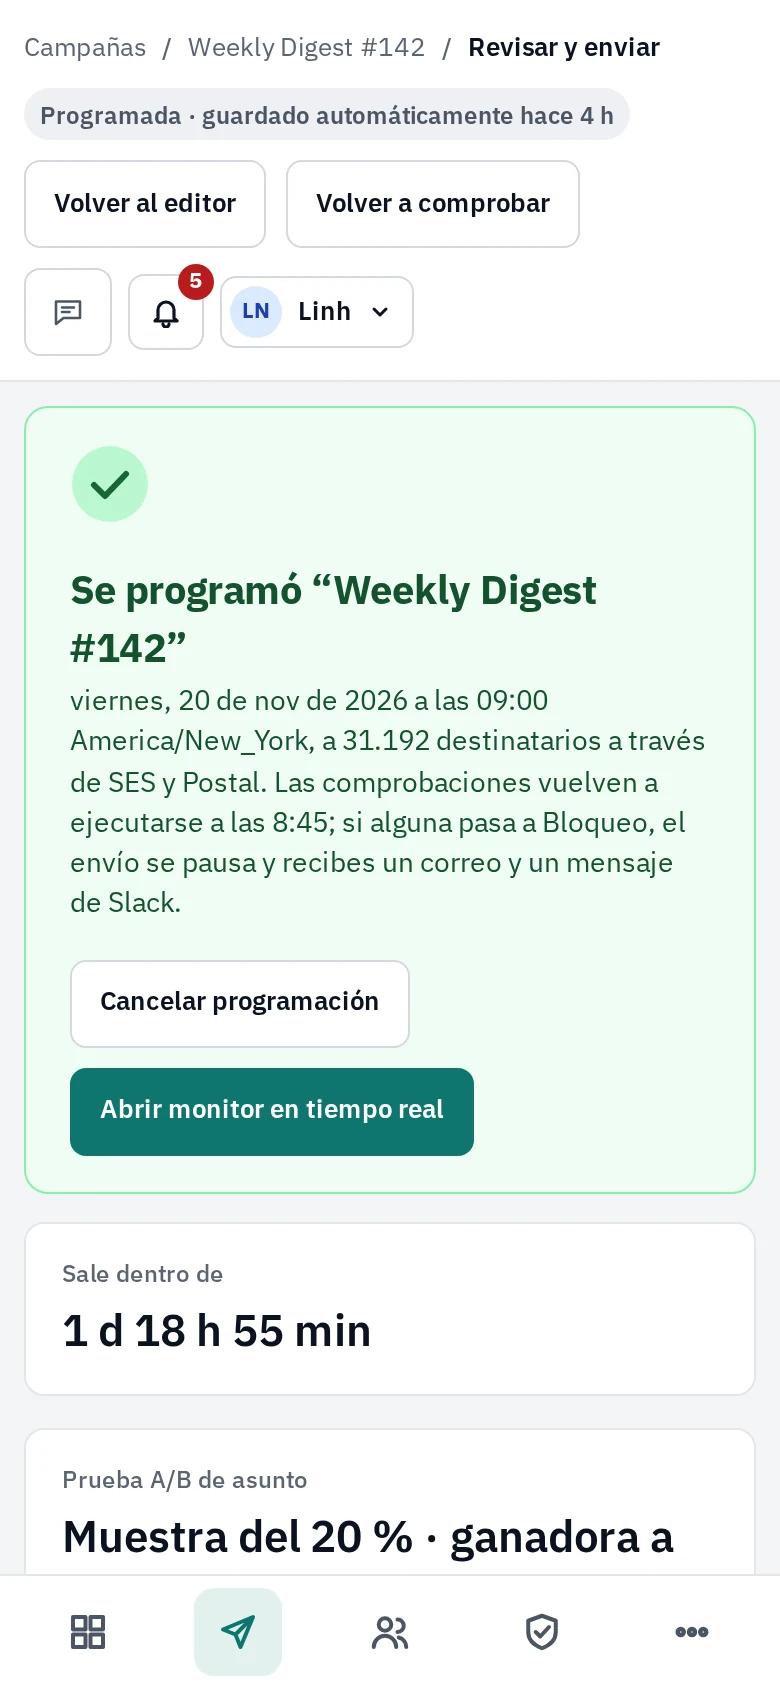 Campañas / Weekly Digest #142 / Revisar y enviar
Programada · guardado automáticamente hace 4 h
Volver al editor
Volver a comprobar
5
LN Linh
Se programó “Weekly Digest
#142”
viernes, 20 de nov de 2026 a las 09:00
America/New_York, a 31.192 destinatarios a través
de SES y Postal. Las comprobaciones vuelven a
ejecutarse a las 8:45; si alguna pasa a Bloqueo, el
envío se pausa y recibes un correo y un mensaje
de Slack.
Cancelar programación
Abrir monitor en tiempo real
Sale dentro de
1 d 18 h 55 min
Prueba A/B de asunto
Muestra del 20 % · ganadora a